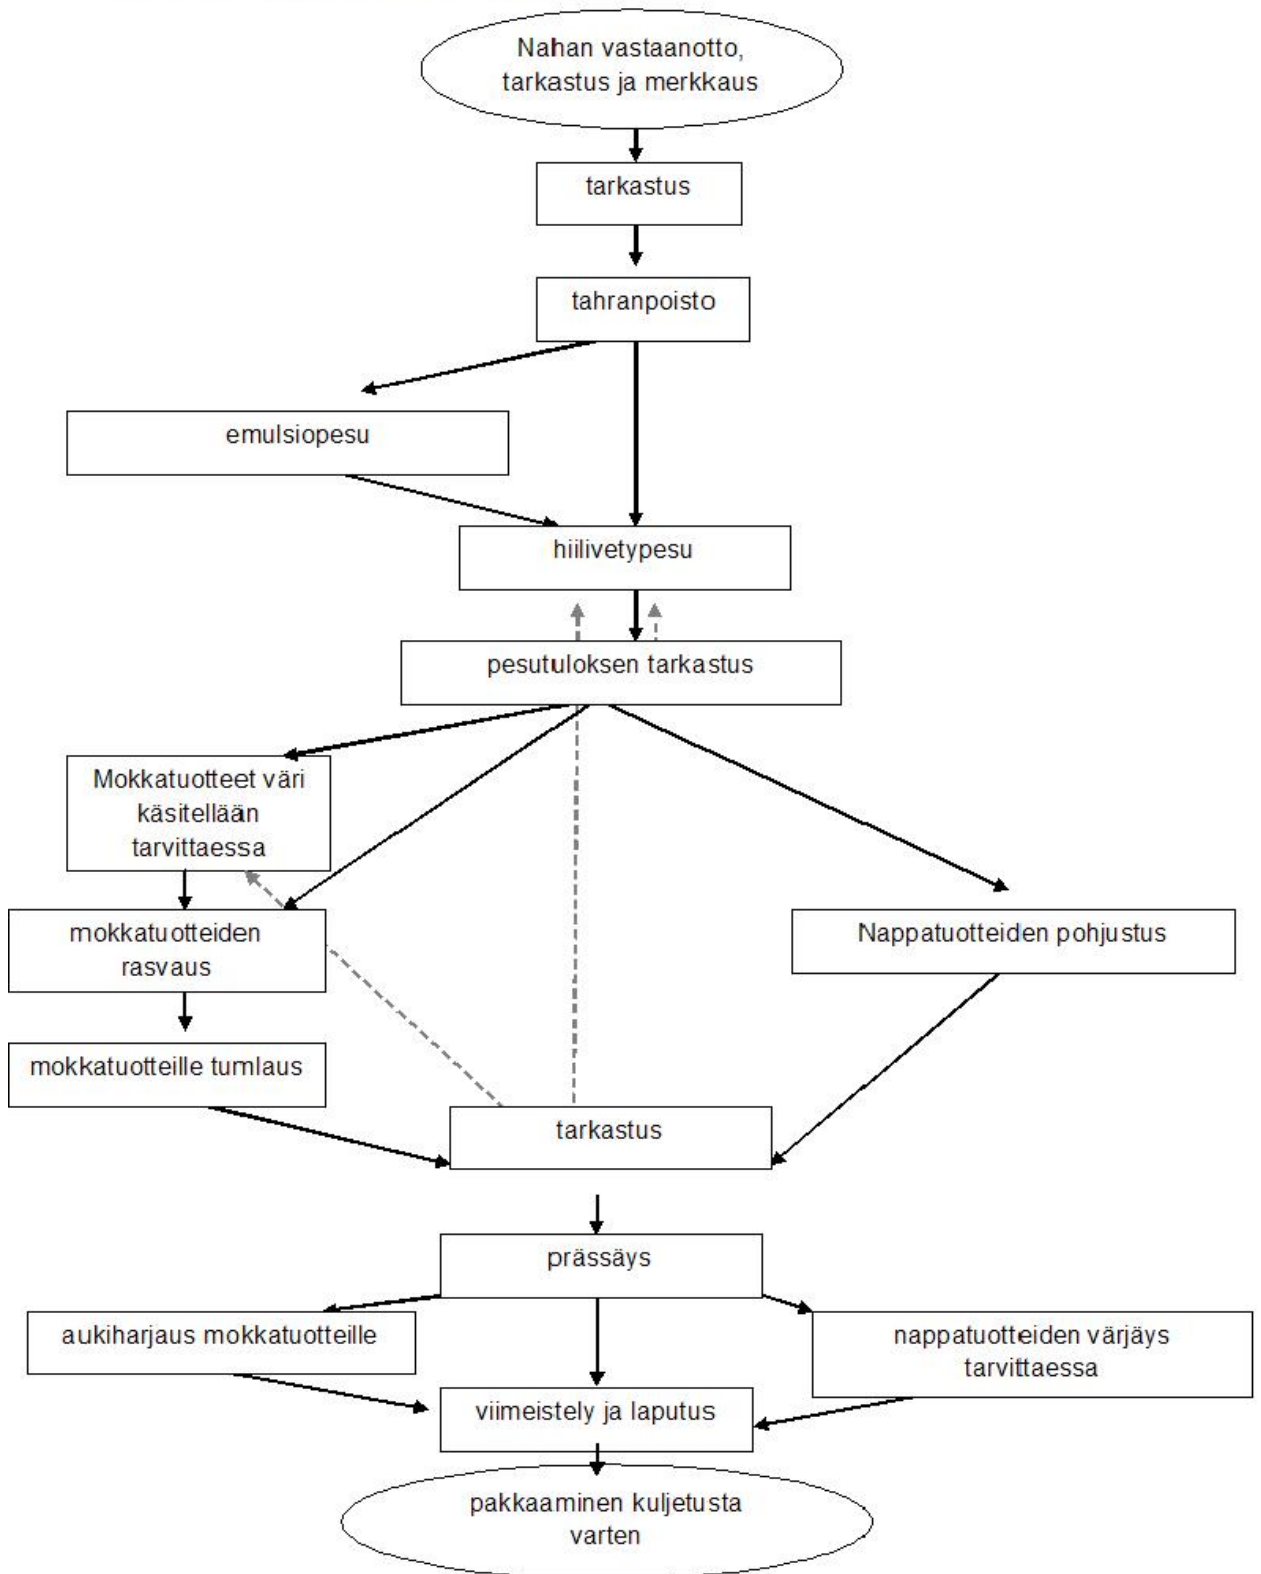 Nahan vastaanotto,
tarkastus ja merkkaus
tarkastus
tahranpoisto
emulsiopesu
hiilivetypesu
pesutuloksen tarkastus
Mokkatuotteet väri
käsitellään
tarvittaessa
mokkatuotteiden
rasvaus
Nappatuotteiden pohjustus
mokkatuotteille tumlaus
tarkastus
prässäys
aukiharjaus mokkatuotteille
nappatuotteiden värjäys
tarvittaessa
viimeistely ja laputus
pakkaaminen kuljetusta
varten